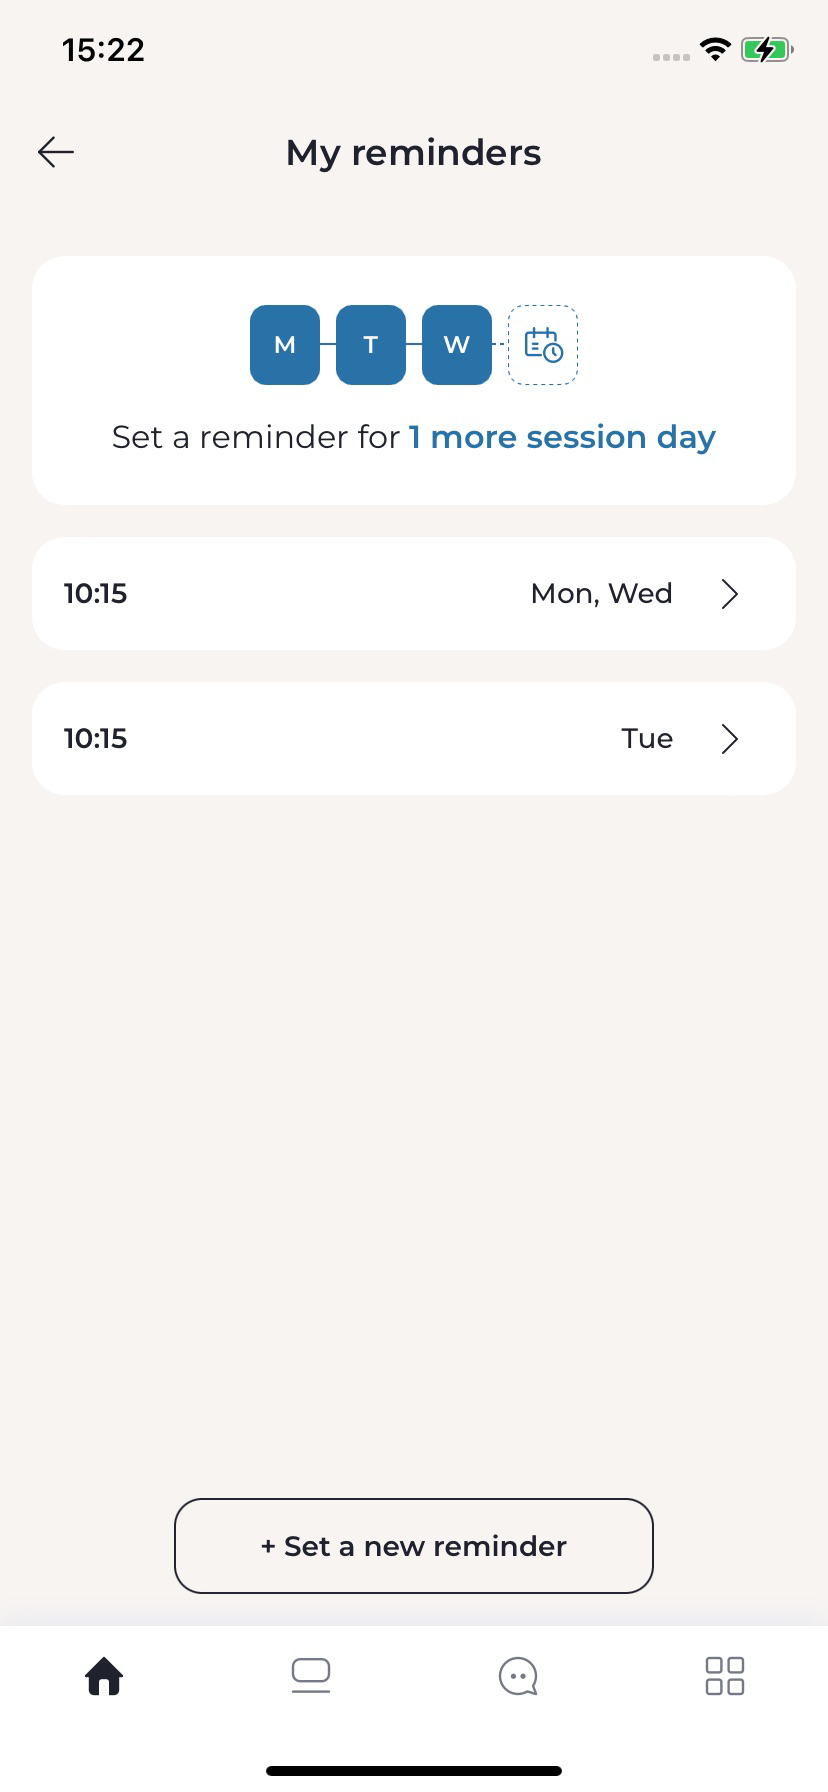 15:22
My reminders
M T W
Set a reminder for 1 more session day
10:15 Mon, Wed
10:15 Tue
+ Set a new reminder